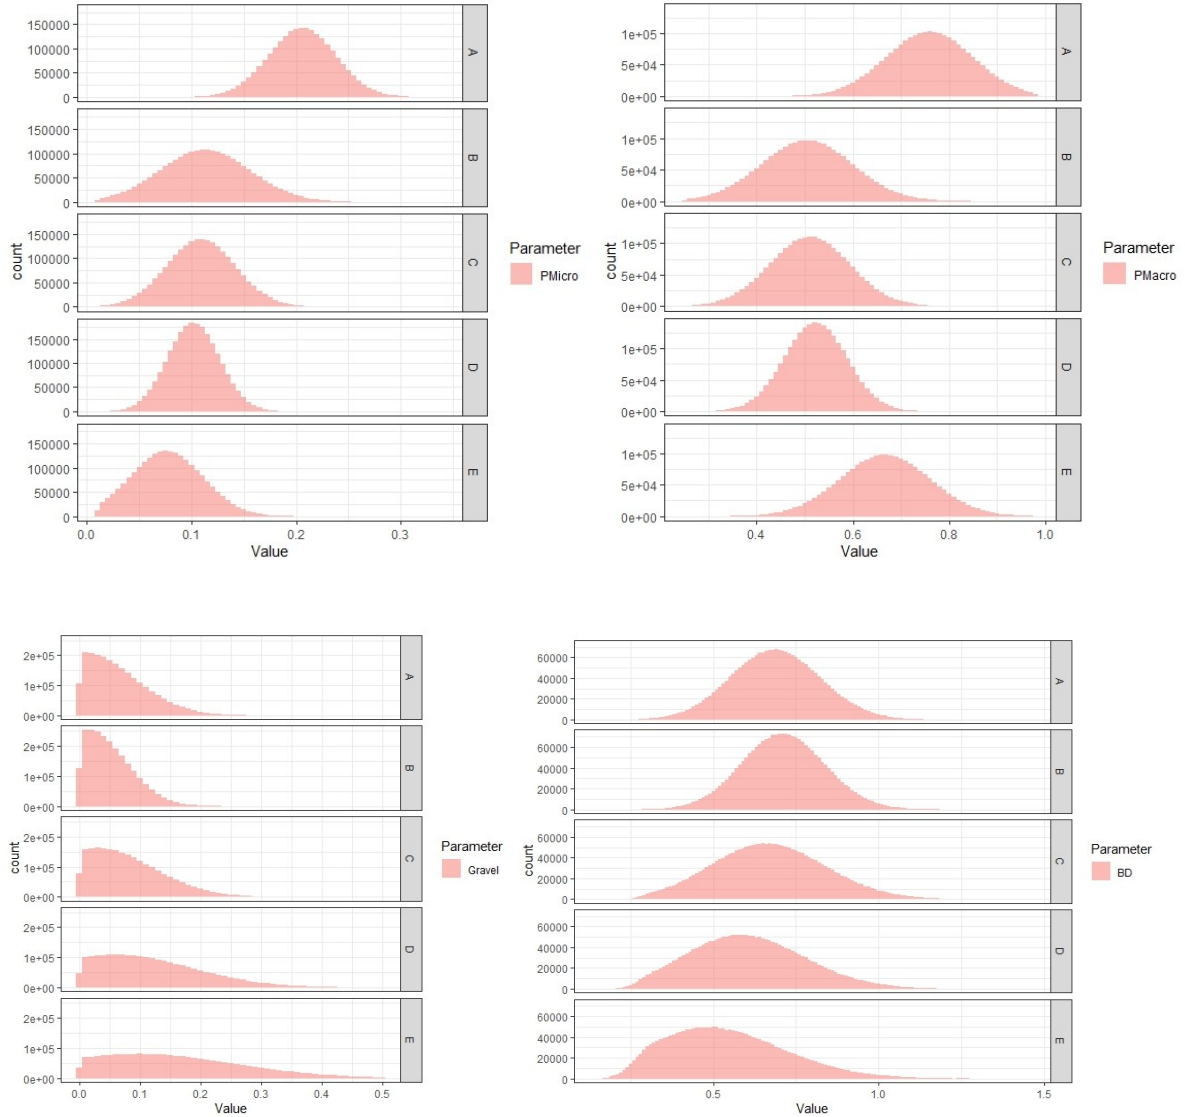 150000
100000
50000
0
A
150000
100000
50000
0
B
150000
100000
50000
0
C
150000
100000
50000
0
D
150000
100000
50000
0
E
0.0 0.1 0.2 0.3
Value
count
Parameter
PMicro
1e+05
5e+04
0e+00
A
1e+05
5e+04
0e+00
B
1e+05
5e+04
0e+00
C
1e+05
5e+04
0e+00
D
1e+05
5e+04
0e+00
E
0.4 0.6 0.8 1.0
Value
count
Parameter
PMacro
2e+05
1e+05
0e+00
A
2e+05
1e+05
0e+00
B
2e+05
1e+05
0e+00
C
2e+05
1e+05
0e+00
D
2e+05
1e+05
0e+00
E
0.0 0.1 0.2 0.3 0.4 0.5
Value
count
Parameter
Gravel
60000
40000
20000
0
A
60000
40000
20000
0
B
60000
40000
20000
0
C
60000
40000
20000
0
D
60000
40000
20000
0
E
0.5 1.0 1.5
Value
count
Parameter
BD